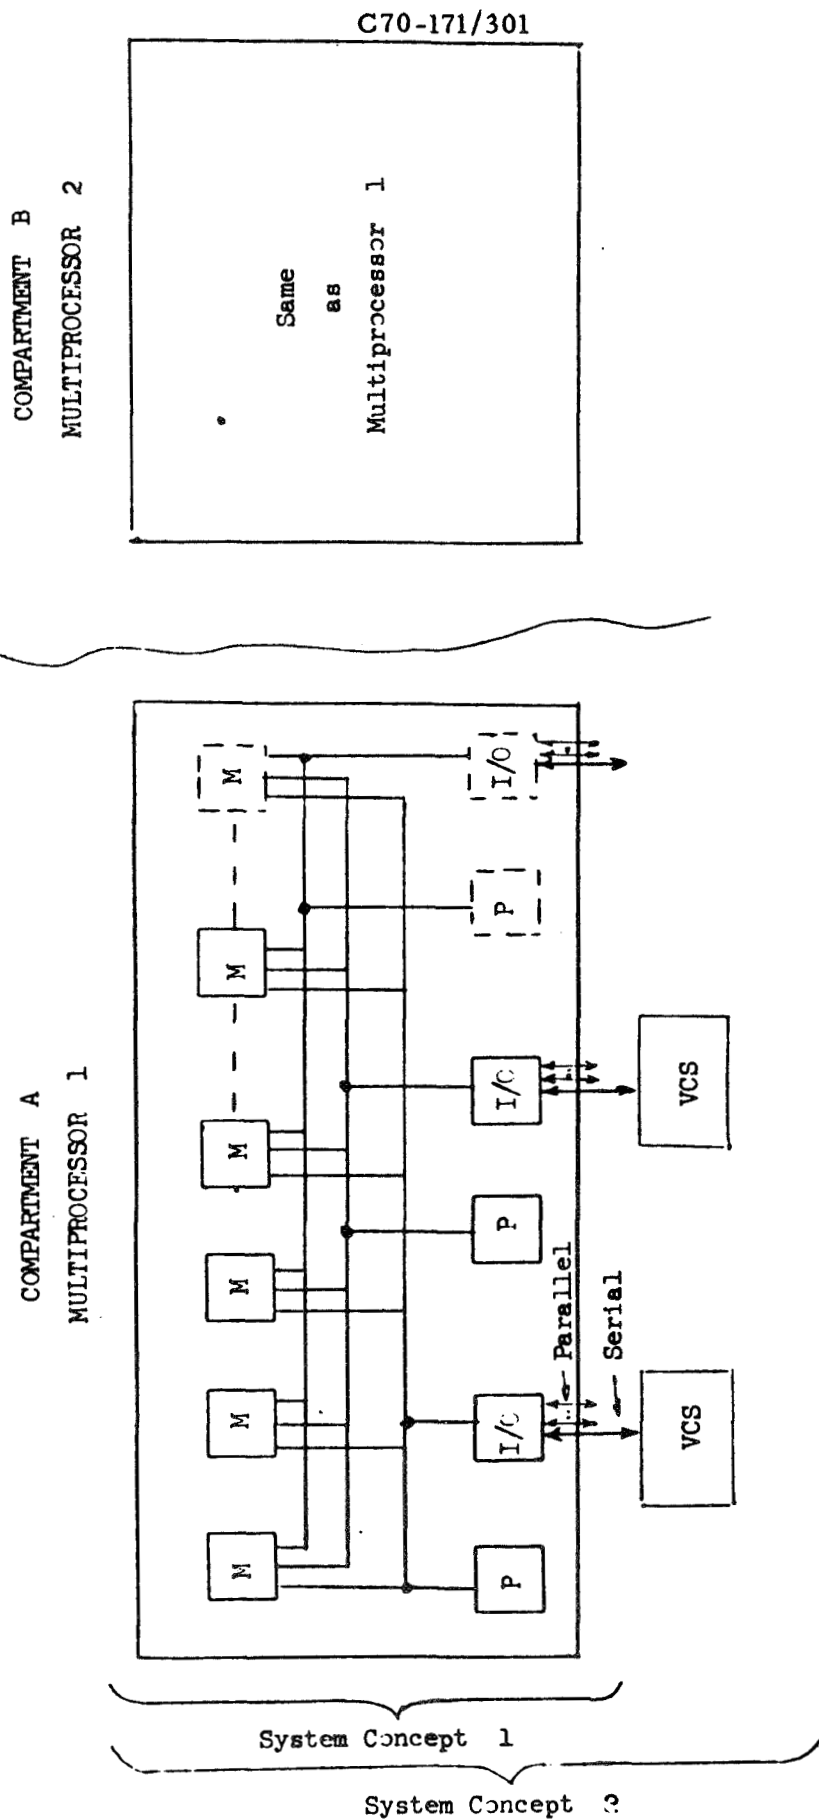 C70-171/301
COMPARTMENT B
MULTIPROCESSOR 2
Same
as
Multiprocessor 1
COMPARTMENT A
MULTIPROCESSOR 1
M
M
M
M
M
M
P
I/O
P
I/O
P
I/O
Parallel
Serial
VCS
VCS
System Concept 1
System Concept